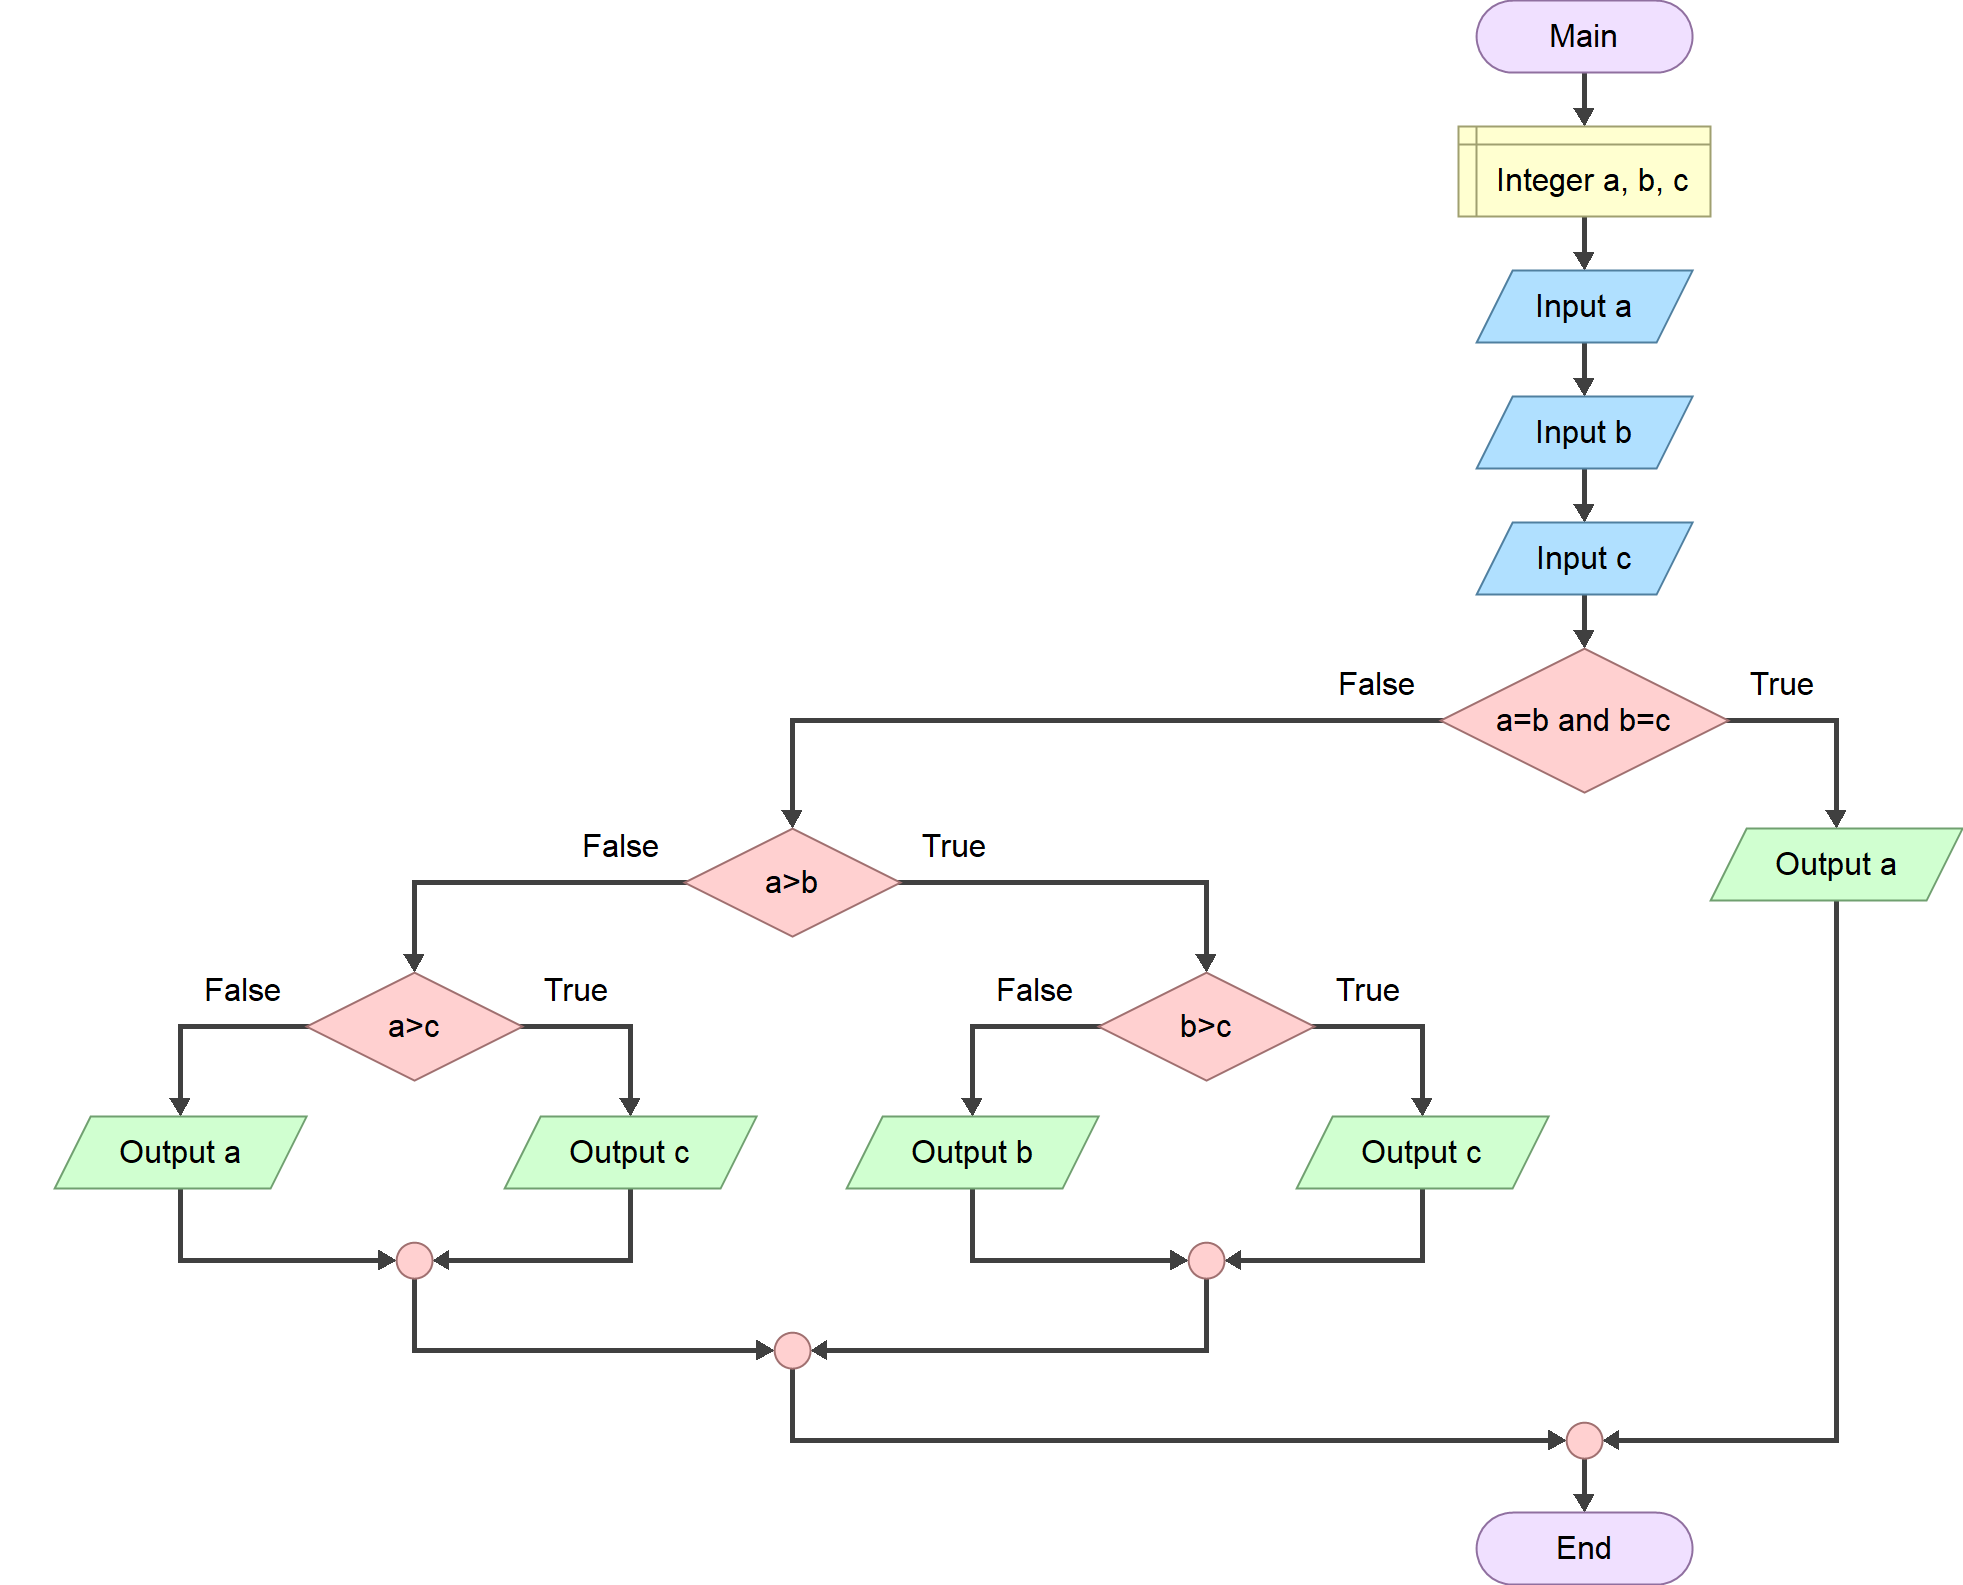 Main
Integer a, b, c
Input a
Input b
Input c
False
True
a=b and b=c
False
True
a>b
Output a
False
True
a>c
False
True
b>c
Output a
Output c
Output b
Output c
End